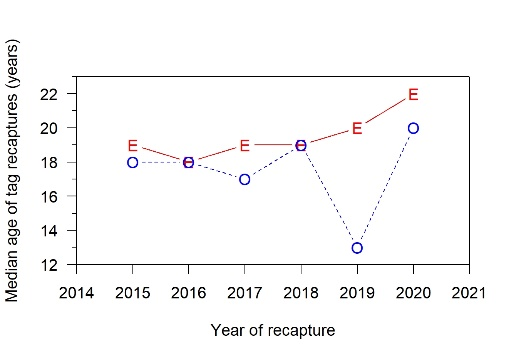 Median age of tag recaptures (years)
22
20
18
16
14
12
E E E E E E
O O O O O O
2014 2015 2016 2017 2018 2019 2020 2021
Year of recapture